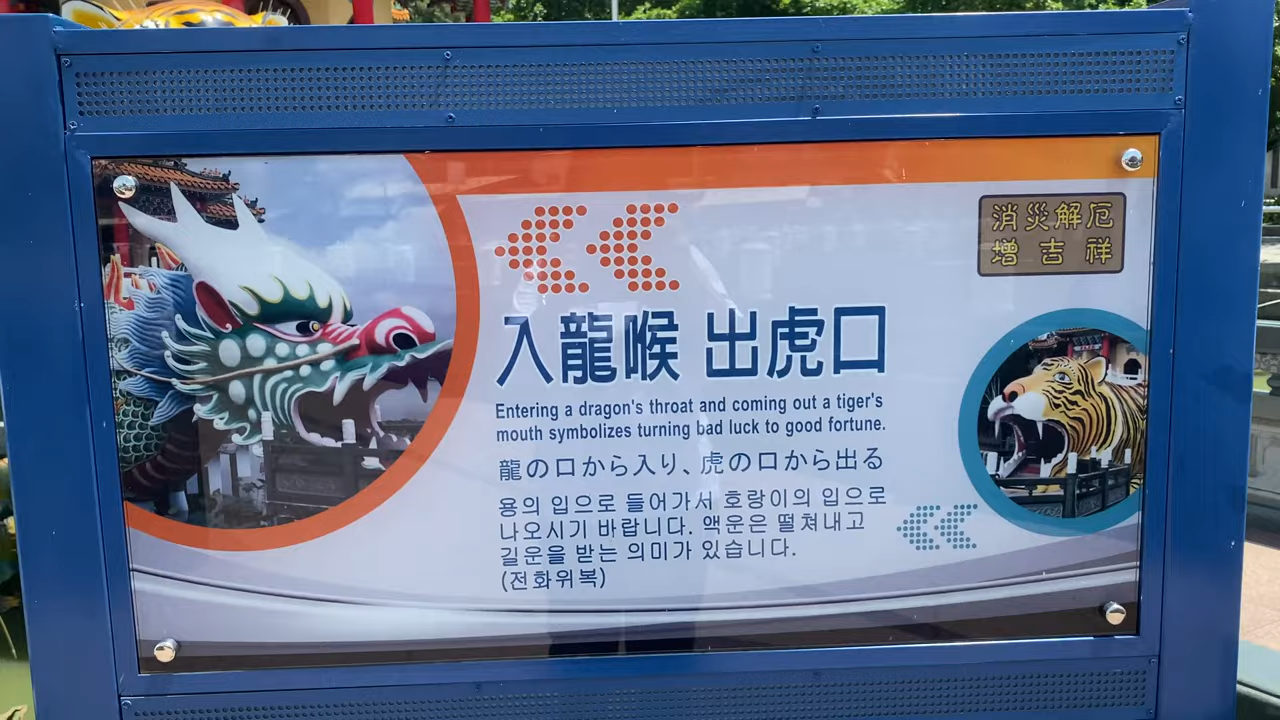 消災解厄
增吉祥
入龍喉 出虎口
Entering a dragon's throat and coming out a tiger's
mouth symbolizes turning bad luck to good fortune.
龍の口から入り、虎の口から出る
용의 입으로 들어가서 호랑이의 입으로
나오시기 바랍니다. 액운은 떨쳐내고
길운을 받는 의미가 있습니다.
(전화위복)